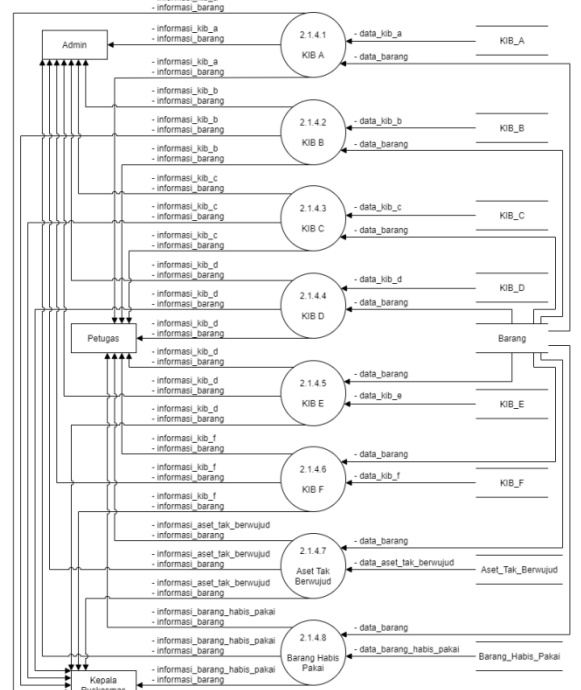 - informasi_barang
Admin
- informasi_kib_a
- informasi_barang
- informasi_kib_a
- informasi_barang
2.1.4.1
KIB A
- data_kib_a
- data_barang
KIB_A
- informasi_kib_b
- informasi_barang
- informasi_kib_b
- informasi_barang
- informasi_kib_b
- informasi_barang
2.1.4.2
KIB B
- data_kib_b
- data_barang
KIB_B
- informasi_kib_c
- informasi_barang
- informasi_kib_c
- informasi_barang
- informasi_kib_c
- informasi_barang
2.1.4.3
KIB C
- data_kib_c
- data_barang
KIB_C
- informasi_kib_d
- informasi_barang
- informasi_kib_d
- informasi_barang
- informasi_kib_d
- informasi_barang
2.1.4.4
KIB D
- data_kib_d
- data_barang
KIB_D
Petugas
Barang
- informasi_kib_d
- informasi_barang
- informasi_kib_d
- informasi_barang
- informasi_kib_d
- informasi_barang
2.1.4.5
KIB E
- data_barang
- data_kib_e
KIB_E
- informasi_kib_f
- informasi_barang
- informasi_kib_f
- informasi_barang
- informasi_kib_f
- informasi_barang
2.1.4.6
KIB F
- data_barang
- data_kib_f
KIB_F
- informasi_aset_tak_berwujud
- informasi_barang
- informasi_aset_tak_berwujud
- informasi_barang
- informasi_aset_tak_berwujud
- informasi_barang
2.1.4.7
Aset Tak
Berwujud
- data_barang
- data_aset_tak_berwujud
Aset_Tak_Berwujud
- informasi_barang_habis_pakai
- informasi_barang
- informasi_barang_habis_pakai
- informasi_barang
- informasi_barang_habis_pakai
- informasi_barang
2.1.4.8
Barang Habis
Pakai
- data_barang
- data_barang_habis_pakai
Barang_Habis_Pakai
Kepala
Puskesmas